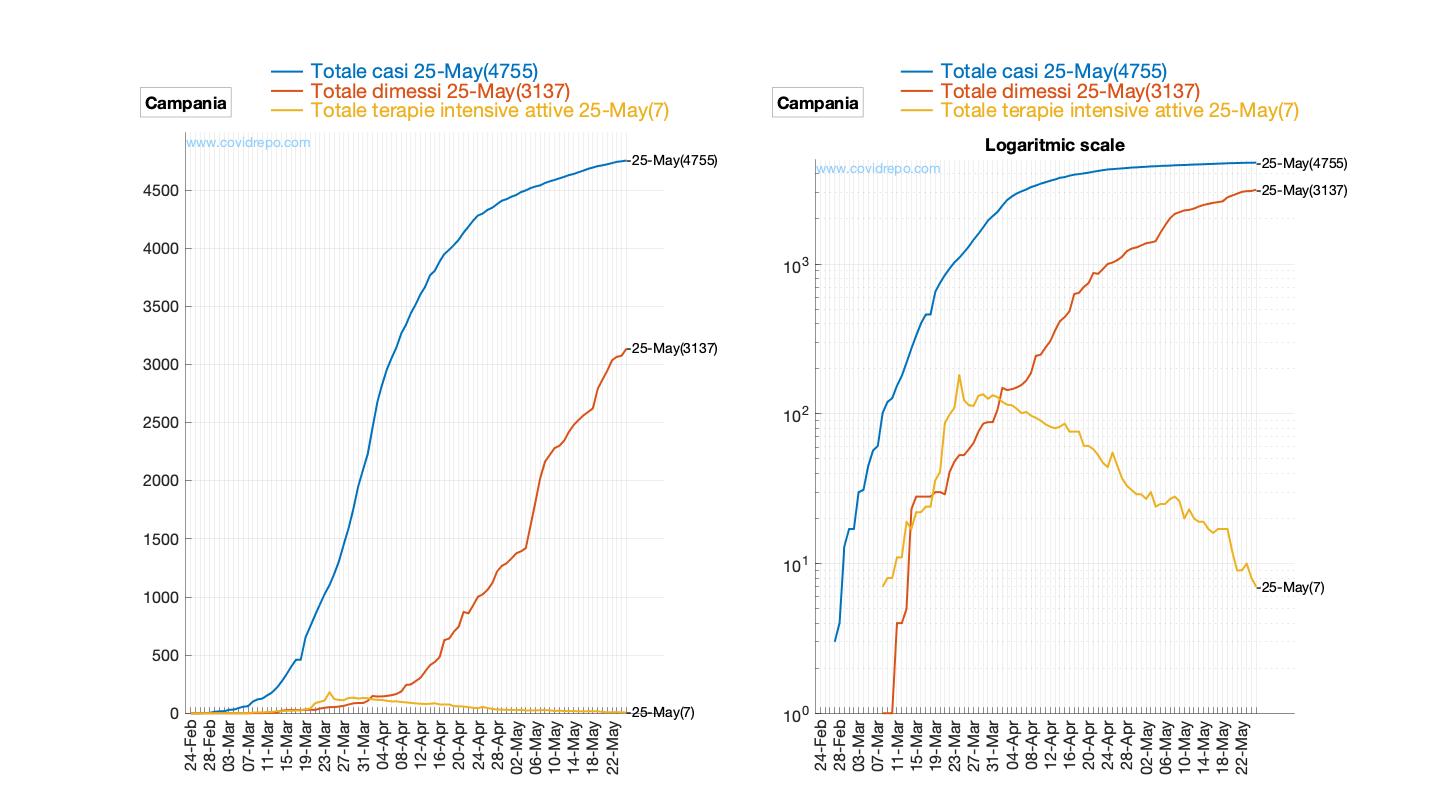 Totale casi 25-May(4755)
Totale dimessi 25-May(3137)
Totale terapie intensive attive 25-May(7)
Campania
www.covidrepo.com
25-May(4755)
25-May(3137)
25-May(7)
4500
4000
3500
3000
2500
2000
1500
1000
500
0
24-Feb
28-Feb
03-Mar
07-Mar
11-Mar
15-Mar
19-Mar
23-Mar
27-Mar
31-Mar
04-Apr
08-Apr
12-Apr
16-Apr
20-Apr
24-Apr
28-Apr
02-May
06-May
10-May
14-May
18-May
22-May
Totale casi 25-May(4755)
Totale dimessi 25-May(3137)
Totale terapie intensive attive 25-May(7)
Campania
Logaritmic scale
www.covidrepo.com
25-May(4755)
25-May(3137)
25-May(7)
10³
10²
10¹
10⁰
24-Feb
28-Feb
03-Mar
07-Mar
11-Mar
15-Mar
19-Mar
23-Mar
27-Mar
31-Mar
04-Apr
08-Apr
12-Apr
16-Apr
20-Apr
24-Apr
28-Apr
02-May
06-May
10-May
14-May
18-May
22-May